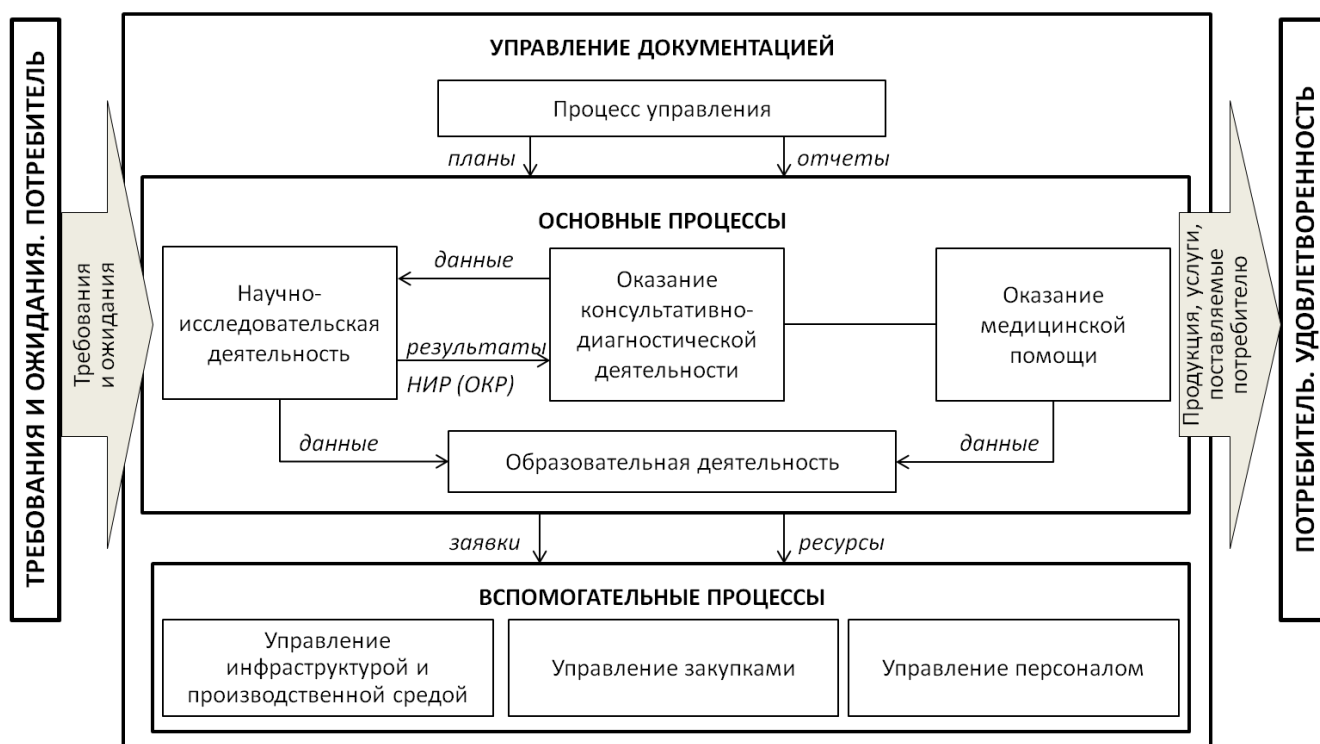 ТРЕБОВАНИЯ И ОЖИДАНИЯ. ПОТРЕБИТЕЛЬ
Требования
и ожидания
УПРАВЛЕНИЕ ДОКУМЕНТАЦИЕЙ
Процесс управления
планы
отчеты
ОСНОВНЫЕ ПРОЦЕССЫ
Научно-
исследовательская
деятельность
данные
результаты
НИР (ОКР)
Оказание
консультативно-
диагностической
деятельности
Оказание
медицинской
помощи
данные
Образовательная деятельность
данные
заявки
ресурсы
ВСПОМОГАТЕЛЬНЫЕ ПРОЦЕССЫ
Управление
инфраструктурой и
производственной средой
Управление закупками
Управление персоналом
Продукция, услуги,
поставляемые
потребителю
ПОТРЕБИТЕЛЬ. УДОВЛЕТВОРЕННОСТЬ